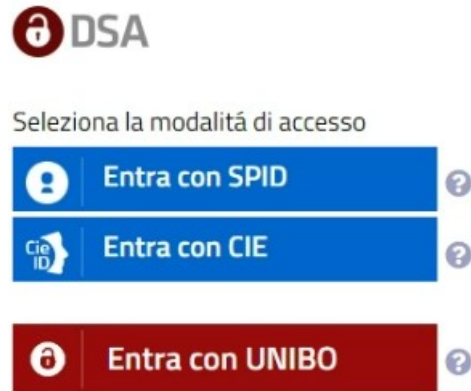 DSA
Seleziona la modalitá di accesso
Entra con SPID
?
Cie
ID
Entra con CIE
?
Entra con UNIBO
?